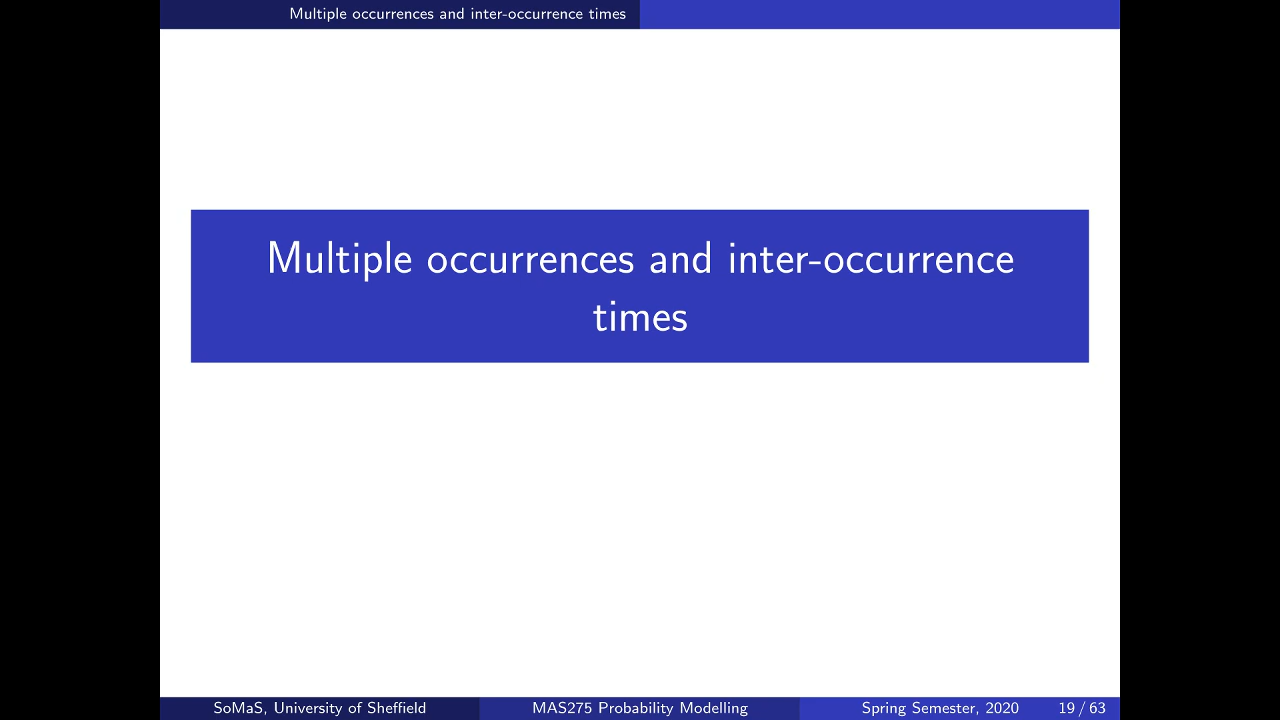 Multiple occurrences and inter-occurrence times
Multiple occurrences and inter-occurrence
times
SoMaS, University of Sheffield MAS275 Probability Modelling Spring Semester, 2020 19 / 63